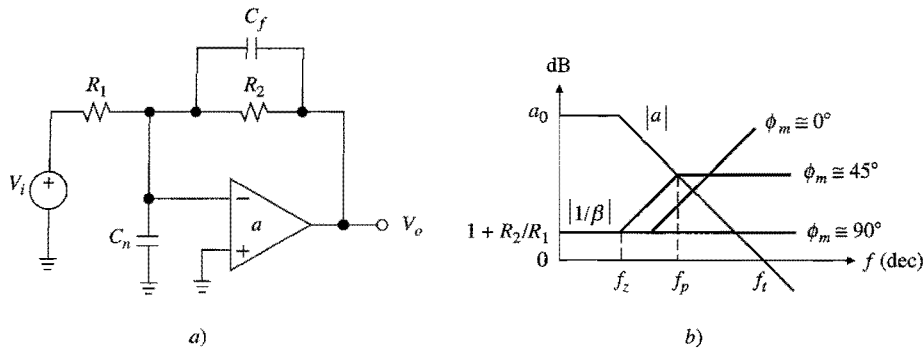 C_f
R_1
R_2
V_i
C_n
−
a
+
V_o
+
a)
dB
a_0
|a|
ϕ_m ≅ 0°
ϕ_m ≅ 45°
|1/β|
ϕ_m ≅ 90°
1 + R_2/R_1
0
f_z
f_p
f_t
f (dec)
b)